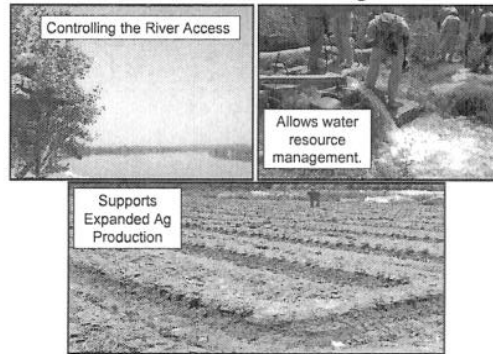 Controlling the River Access
Allows water
resource
management.
Supports
Expanded Ag
Production